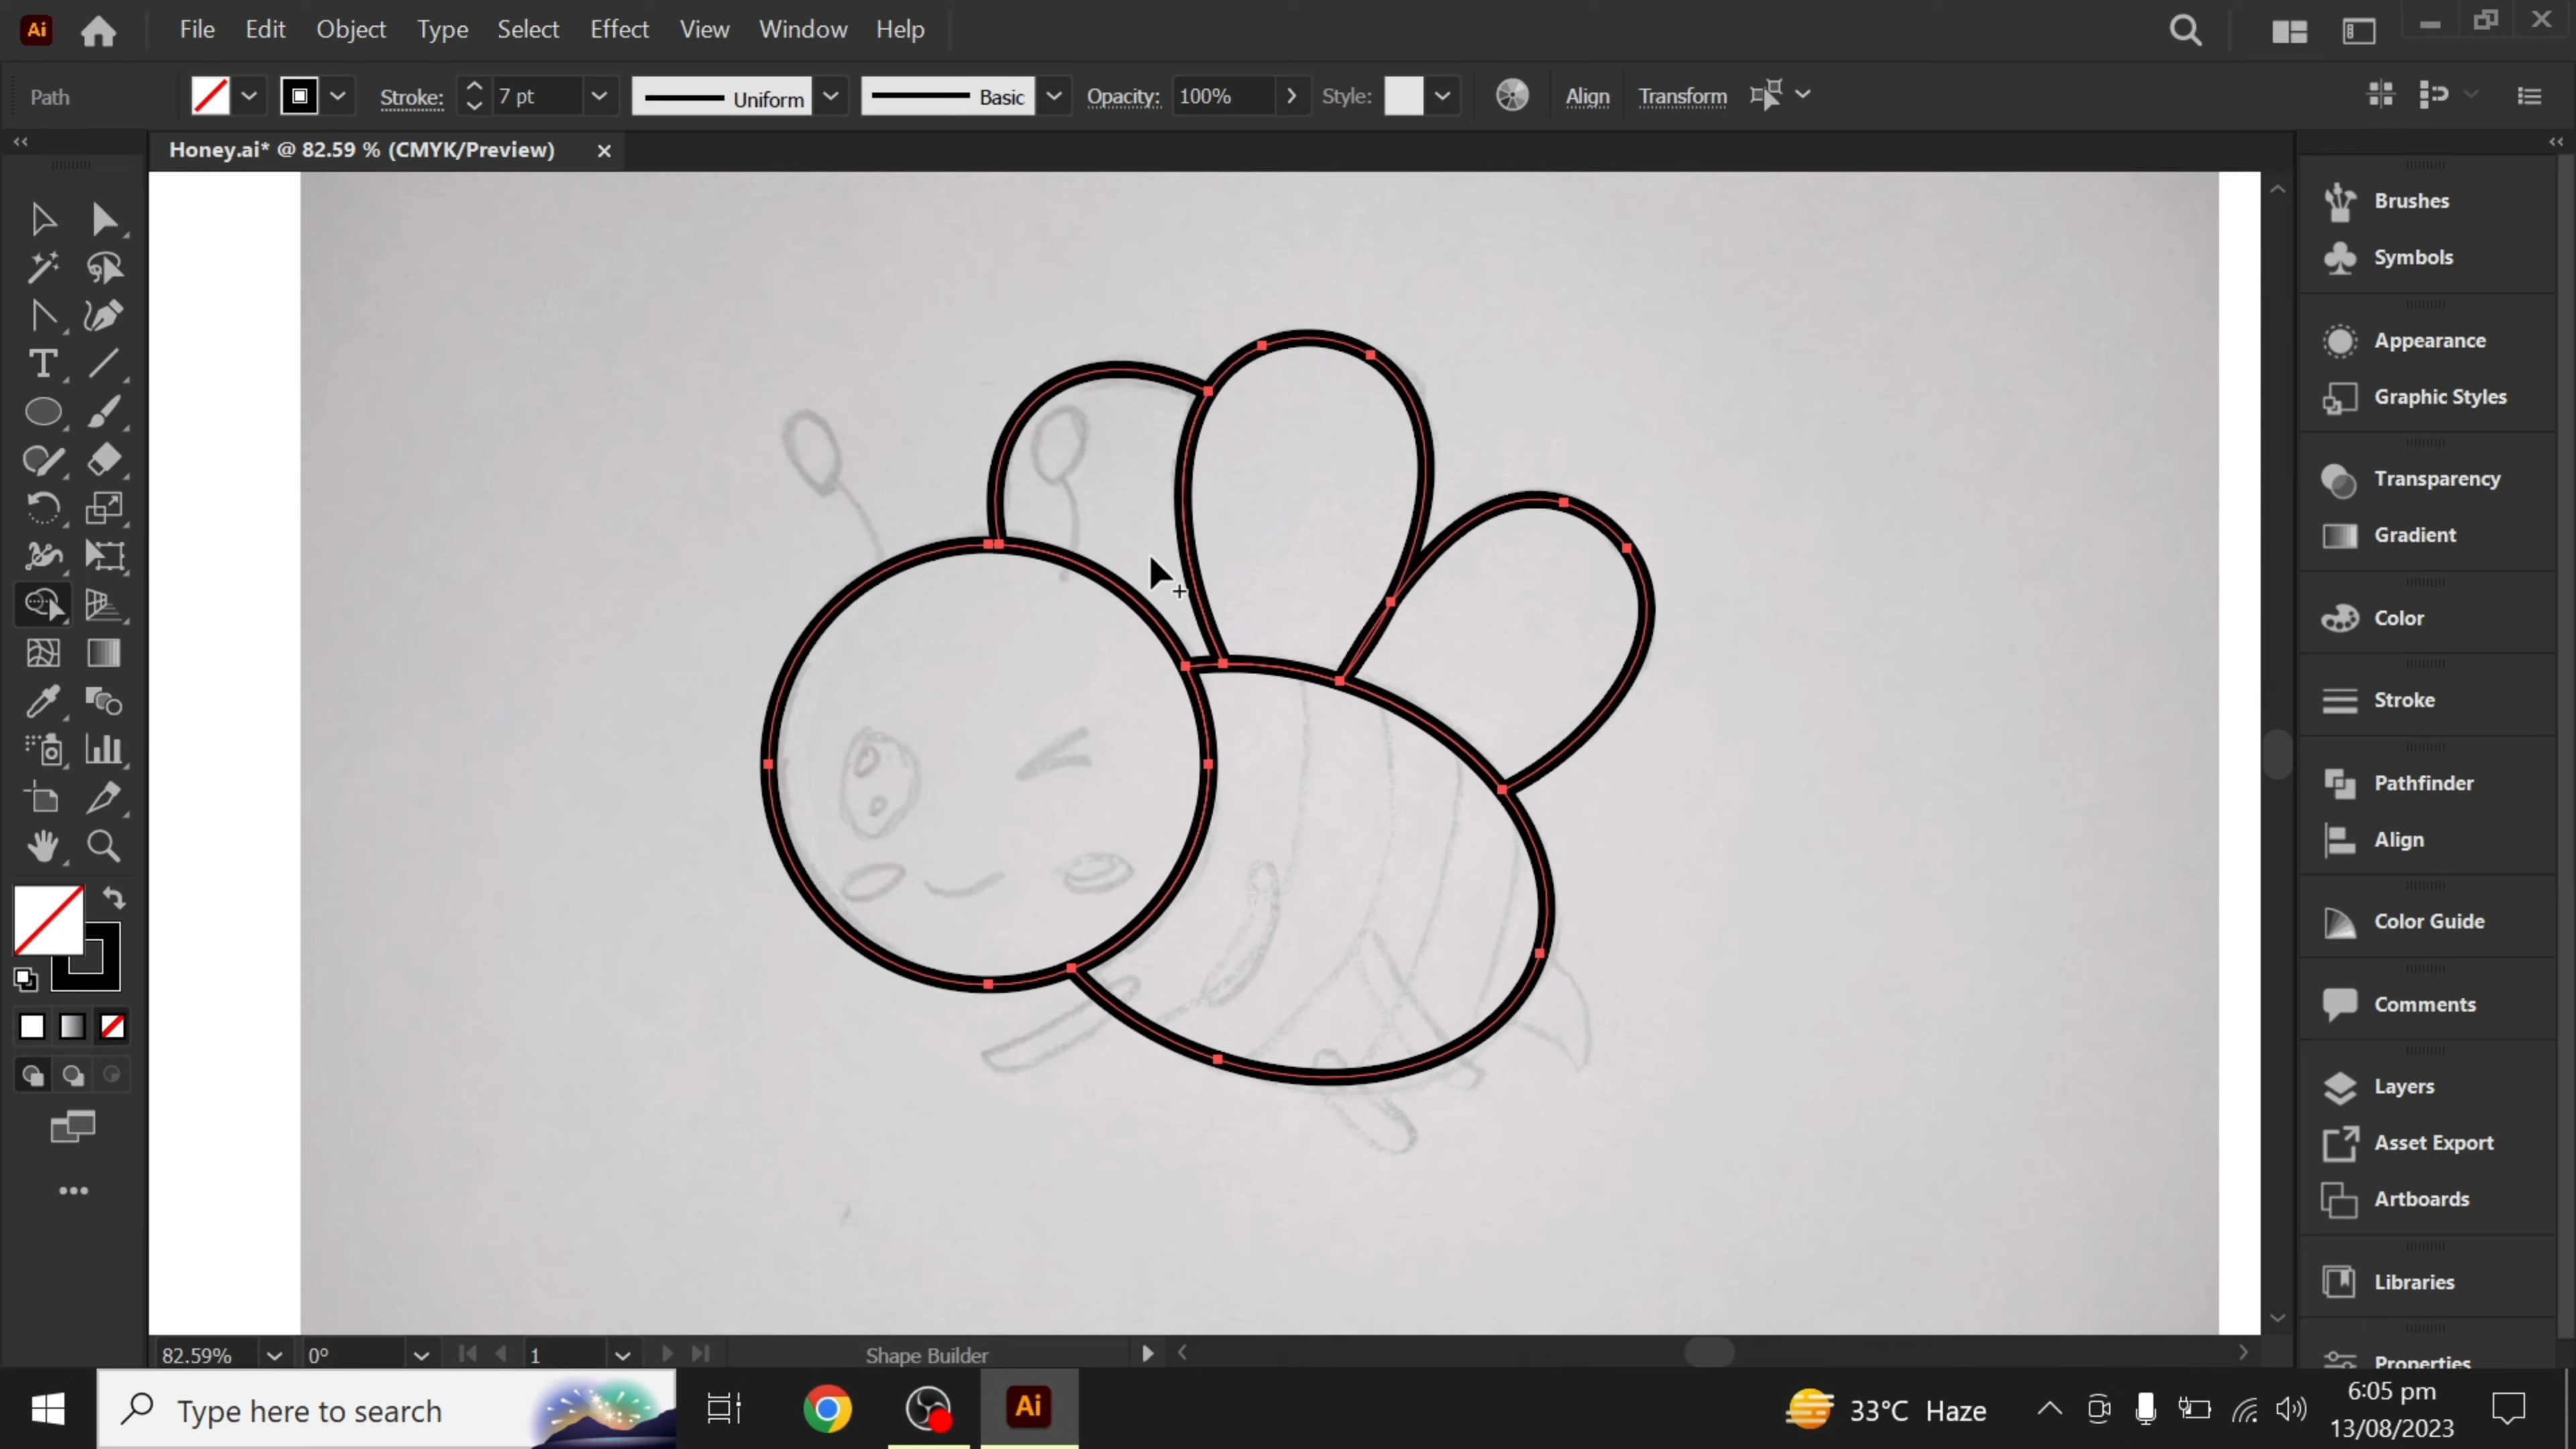 Ai File Edit Object Type Select Effect View Window Help
Path Stroke: 7 pt Uniform Basic Opacity: 100% Style: Align Transform
Honey.ai* @ 82.59 % (CMYK/Preview)
Brushes
Symbols
Appearance
Graphic Styles
Transparency
Gradient
Color
Stroke
Pathfinder
Align
Color Guide
Comments
Layers
Asset Export
Artboards
Libraries
Properties
82.59% 0° 1 Shape Builder
Type here to search
Ai
33°C Haze
6:05 pm
13/08/2023